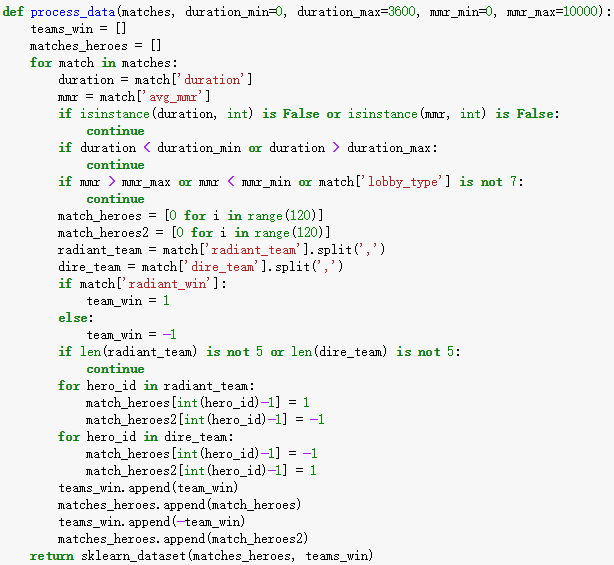 def process_data(matches, duration_min=0, duration_max=3600, mmr_min=0, mmr_max=10000):
    teams_win = []
    matches_heroes = []
    for match in matches:
        duration = match['duration']
        mmr = match['avg_mmr']
        if isinstance(duration, int) is False or isinstance(mmr, int) is False:
            continue
        if duration < duration_min or duration > duration_max:
            continue
        if mmr > mmr_max or mmr < mmr_min or match['lobby_type'] is not 7:
            continue
        match_heroes = [0 for i in range(120)]
        match_heroes2 = [0 for i in range(120)]
        radiant_team = match['radiant_team'].split(',')
        dire_team = match['dire_team'].split(',')
        if match['radiant_win']:
            team_win = 1
        else:
            team_win = -1
        if len(radiant_team) is not 5 or len(dire_team) is not 5:
            continue
        for hero_id in radiant_team:
            match_heroes[int(hero_id)-1] = 1
            match_heroes2[int(hero_id)-1] = -1
        for hero_id in dire_team:
            match_heroes[int(hero_id)-1] = -1
            match_heroes2[int(hero_id)-1] = 1
        teams_win.append(team_win)
        matches_heroes.append(match_heroes)
        teams_win.append(-team_win)
        matches_heroes.append(match_heroes2)
    return sklearn_dataset(matches_heroes, teams_win)